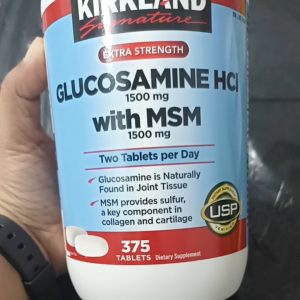 KIRKLAND
Signature
EXTRA STRENGTH
GLUCOSAMINE HCl
1500 mg
with MSM
1500 mg
Two Tablets per Day
Glucosamine is Naturally
Found in Joint Tissue
MSM provides sulfur,
a key component in
collagen and cartilage
USP
375
TABLETS
Dietary Supplement